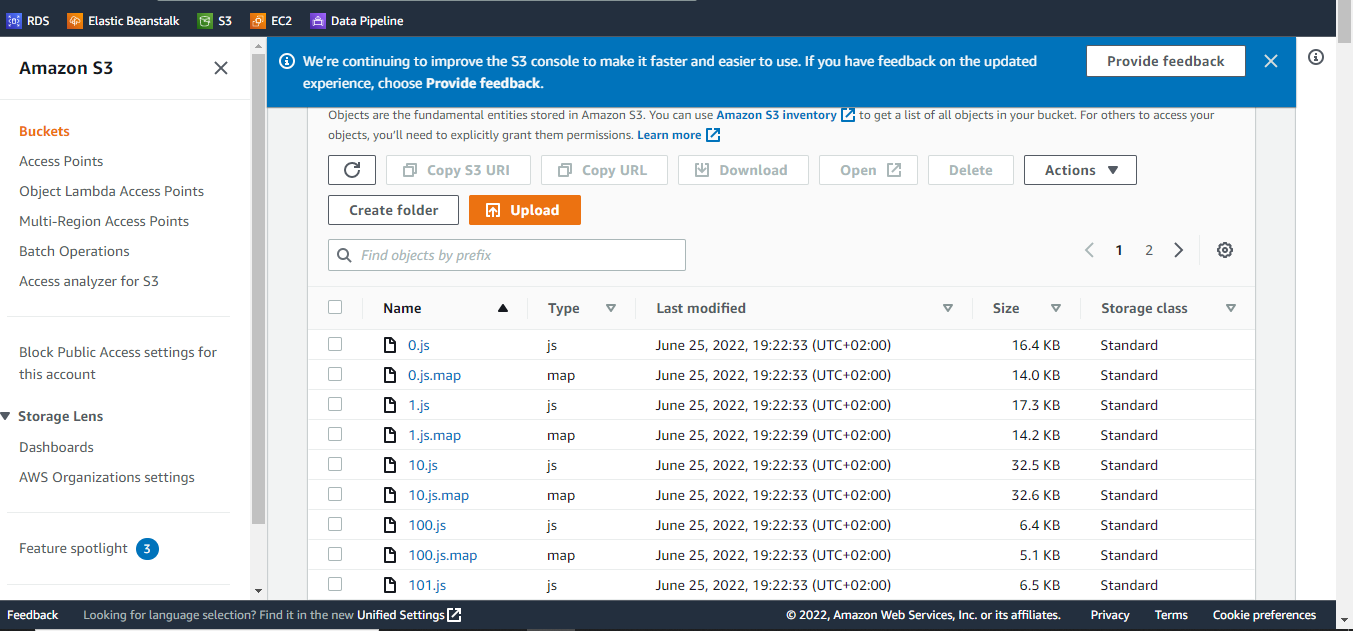 RDS Elastic Beanstalk S3 EC2 Data Pipeline
Amazon S3
Buckets
Access Points
Object Lambda Access Points
Multi-Region Access Points
Batch Operations
Access analyzer for S3
Block Public Access settings for
this account
Storage Lens
Dashboards
AWS Organizations settings
Feature spotlight 3
We're continuing to improve the S3 console to make it faster and easier to use. If you have feedback on the updated
experience, choose Provide feedback.
Provide feedback
Objects are the fundamental entities stored in Amazon S3. You can use Amazon S3 inventory to get a list of all objects in your bucket. For others to access your
objects, you'll need to explicitly grant them permissions. Learn more
Copy S3 URI Copy URL Download Open Delete Actions
Create folder Upload
Find objects by prefix 1 2
Name Type Last modified Size Storage class
0.js js June 25, 2022, 19:22:33 (UTC+02:00) 16.4 KB Standard
0.js.map map June 25, 2022, 19:22:33 (UTC+02:00) 14.0 KB Standard
1.js js June 25, 2022, 19:22:33 (UTC+02:00) 17.3 KB Standard
1.js.map map June 25, 2022, 19:22:39 (UTC+02:00) 14.2 KB Standard
10.js js June 25, 2022, 19:22:33 (UTC+02:00) 32.5 KB Standard
10.js.map map June 25, 2022, 19:22:33 (UTC+02:00) 32.6 KB Standard
100.js js June 25, 2022, 19:22:33 (UTC+02:00) 6.4 KB Standard
100.js.map map June 25, 2022, 19:22:33 (UTC+02:00) 5.1 KB Standard
101.js js June 25, 2022, 19:22:33 (UTC+02:00) 6.5 KB Standard
Feedback Looking for language selection? Find it in the new Unified Settings © 2022, Amazon Web Services, Inc. or its affiliates. Privacy Terms Cookie preferences